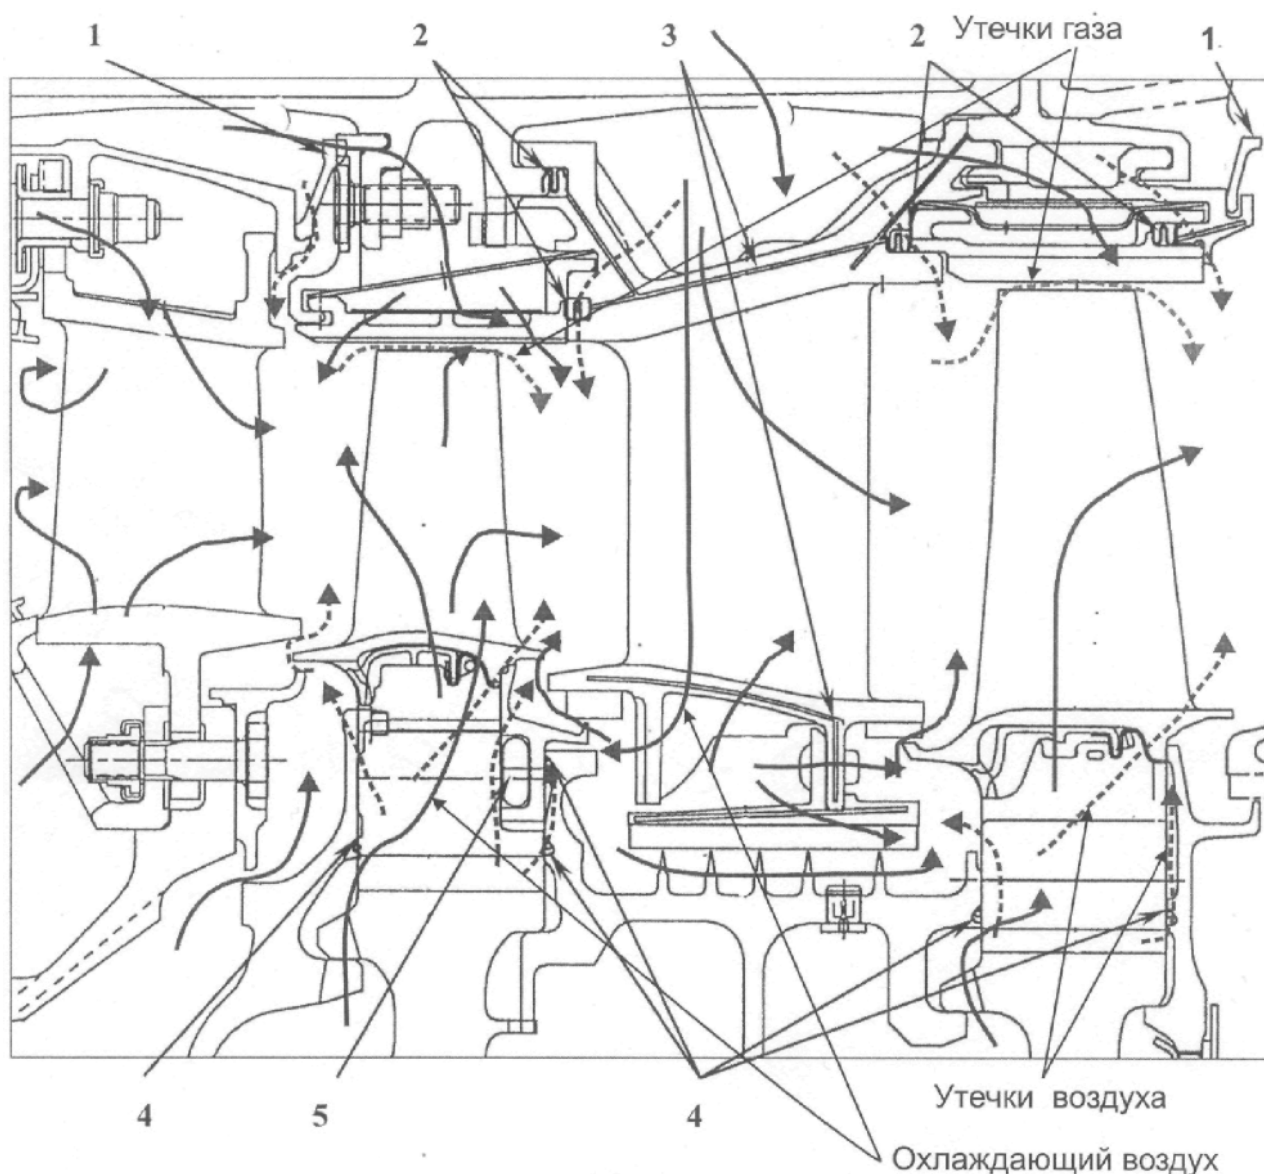 1 2 3 2 Утечки газа 1
4 5 4 Утечки воздуха
Охлаждающий воздух